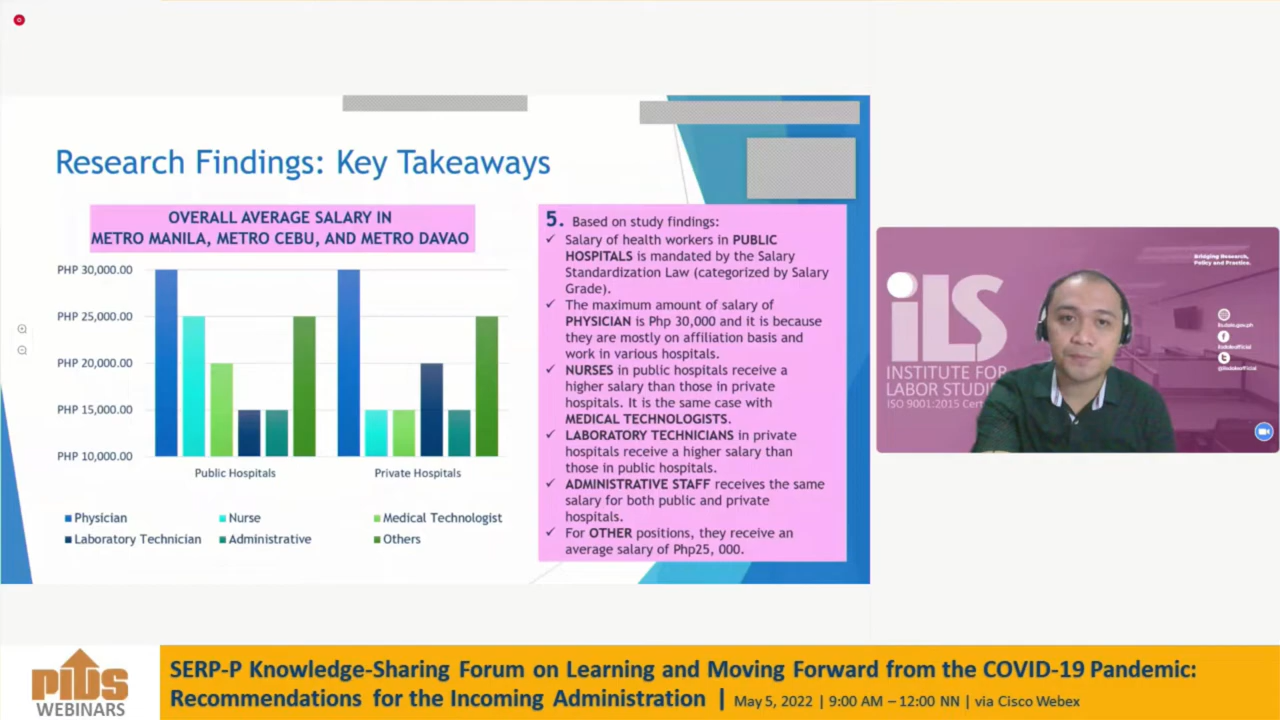 Research Findings: Key Takeaways
OVERALL AVERAGE SALARY IN
METRO MANILA, METRO CEBU, AND METRO DAVAO
PHP 30,000.00
PHP 25,000.00
PHP 20,000.00
PHP 15,000.00
PHP 10,000.00
Public Hospitals
Private Hospitals
Physician
Nurse
Medical Technologist
Laboratory Technician
Administrative
Others
5. Based on study findings:
✓ Salary of health workers in PUBLIC
HOSPITALS is mandated by the Salary
Standardization Law (categorized by Salary
Grade).
✓ The maximum amount of salary of
PHYSICIAN is Php 30,000 and it is because
they are mostly on affiliation basis and
work in various hospitals.
✓ NURSES in public hospitals receive a
higher salary than those in private
hospitals. It is the same case with
MEDICAL TECHNOLOGISTS.
✓ LABORATORY TECHNICIANS in private
hospitals receive a higher salary than
those in public hospitals.
✓ ADMINISTRATIVE STAFF receives the same
salary for both public and private
hospitals.
✓ For OTHER positions, they receive an
average salary of Php25, 000.
Bridging Research,
Policy and Practice.
iLS
INSTITUTE FOR
LABOR STUDI
ISO 9001:2015 Cert
ilsdole.gov.ph
ilsdoleofficial
@ilsdoleofficial
PIDS
WEBINARS
SERP-P Knowledge-Sharing Forum on Learning and Moving Forward from the COVID-19 Pandemic:
Recommendations for the Incoming Administration | May 5, 2022 | 9:00 AM – 12:00 NN | via Cisco Webex